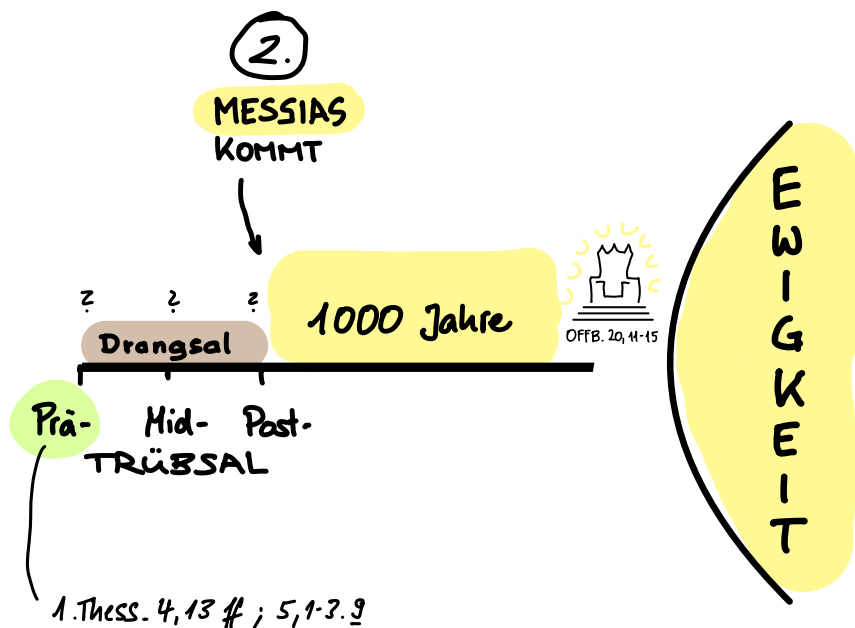 2.
MESSIAS
KOMMT
? ? ?
Drangsal
1000 Jahre
OFFB. 20, 11-15
Prä- Mid- Post-
TRÜBSAL
1. Thess. 4, 13 ff ; 5, 1-3. 9
EWIGKEIT